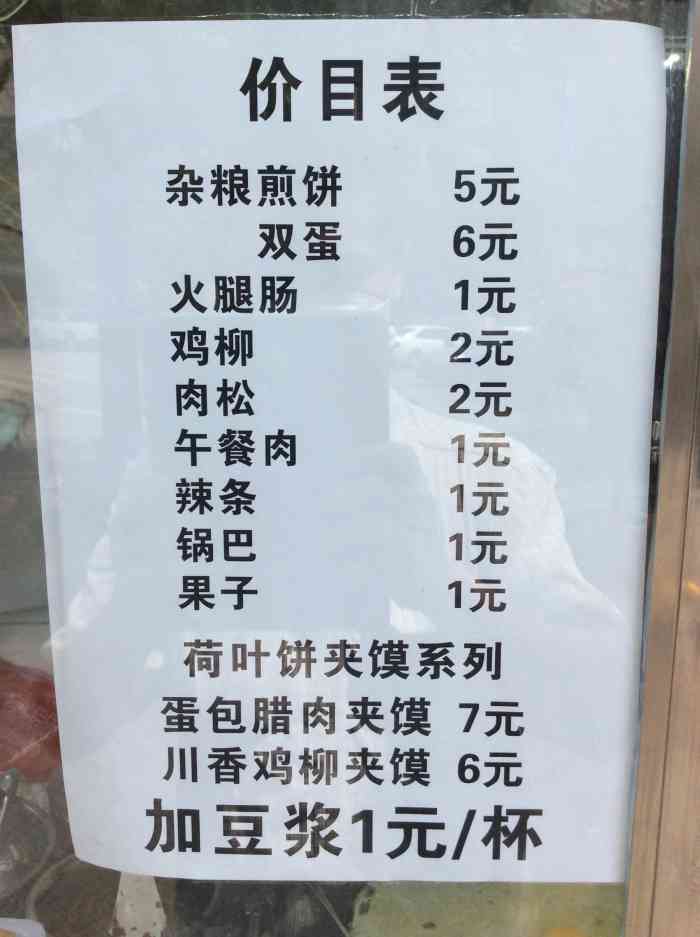 价目表
杂粮煎饼 5元
双蛋 6元
火腿肠 1元
鸡柳 2元
肉松 2元
午餐肉 1元
辣条 1元
锅巴 1元
果子 1元
荷叶饼夹馍系列
蛋包腊肉夹馍 7元
川香鸡柳夹馍 6元
加豆浆1元/杯